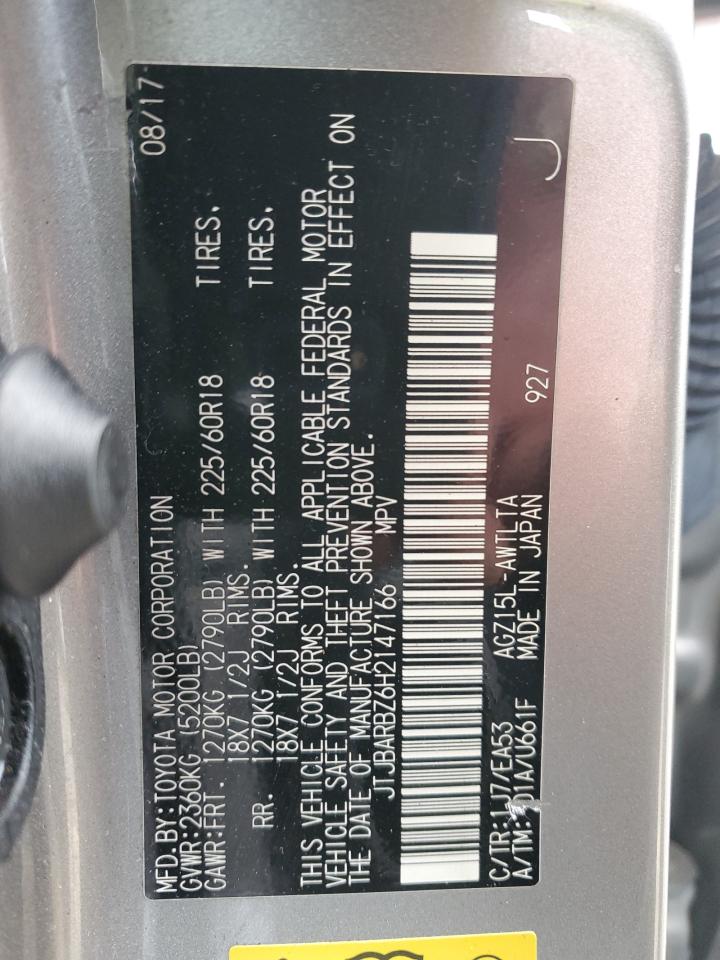 MFD.BY:TOYOTA MOTOR CORPORATION 08/17
GVWR:2360KG (5200LB)
GAWR:FRT. 1270KG (2790LB) WITH 225/60R18 TIRES.
18X7 1/2J RIMS.
RR. 1270KG (2790LB) WITH 225/60R18 TIRES.
18X7 1/2J RIMS.
THIS VEHICLE CONFORMS TO ALL APPLICABLE FEDERAL MOTOR
VEHICLE SAFETY AND THEFT PREVENTION STANDARDS IN EFFECT ON
THE DATE OF MANUFACTURE SHOWN ABOVE.
JTJBARBZ6H2147166 MPV
C/TR:1J7/EA53 AGZ15L-AWTLTA
A/TM: 01A/U661F MADE IN JAPAN 927
J